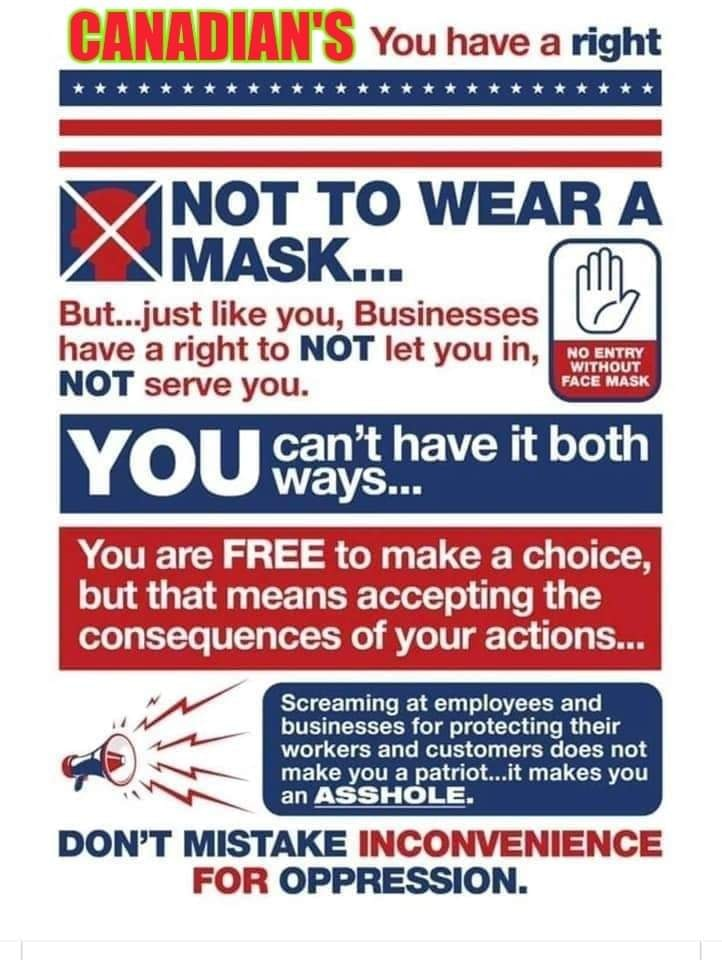 CANADIAN'S You have a right
NOT TO WEAR A
MASK...
But...just like you, Businesses
have a right to NOT let you in,
NOT serve you.
NO ENTRY
WITHOUT
FACE MASK
YOU can't have it both
ways...
You are FREE to make a choice,
but that means accepting the
consequences of your actions...
Screaming at employees and
businesses for protecting their
workers and customers does not
make you a patriot...it makes you
an ASSHOLE.
DON'T MISTAKE INCONVENIENCE
FOR OPPRESSION.